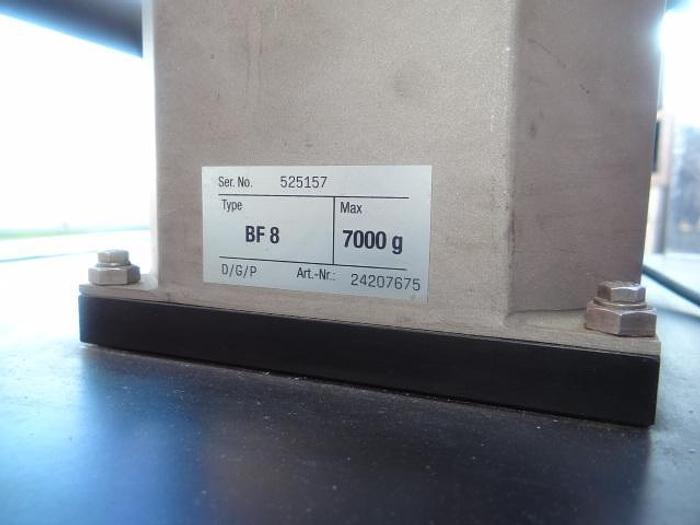 Ser. No. 525157
Type Max
BF 8 7000 g
D/G/P Art.-Nr.: 24207675